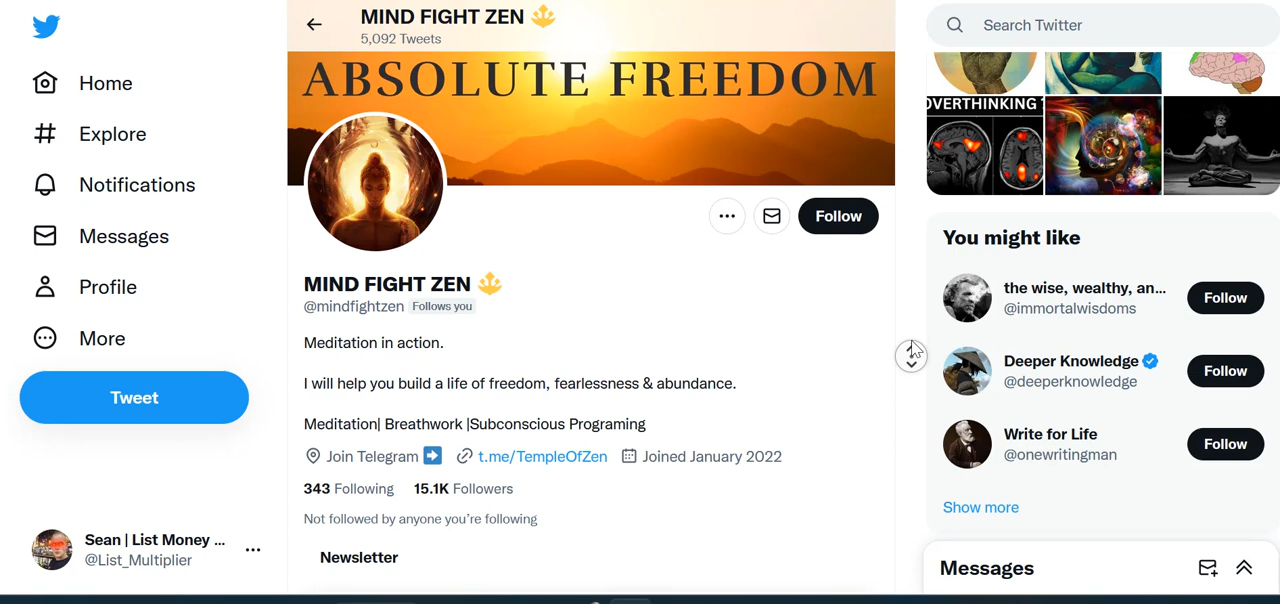 Home
Explore
Notifications
Messages
Profile
More
Tweet
Sean | List Money ...
@List_Multiplier
MIND FIGHT ZEN
5,092 Tweets
ABSOLUTE FREEDOM
Follow
MIND FIGHT ZEN
@mindfightzen Follows you
Meditation in action.
I will help you build a life of freedom, fearlessness & abundance.
Meditation| Breathwork |Subconscious Programing
Join Telegram t.me/TempleOfZen Joined January 2022
343 Following 15.1K Followers
Not followed by anyone you're following
Newsletter
Search Twitter
OVERTHINKING
You might like
the wise, wealthy, an...
@immortalwisdoms
Follow
Deeper Knowledge
@deeperknowledge
Follow
Write for Life
@onewritingman
Follow
Show more
Messages